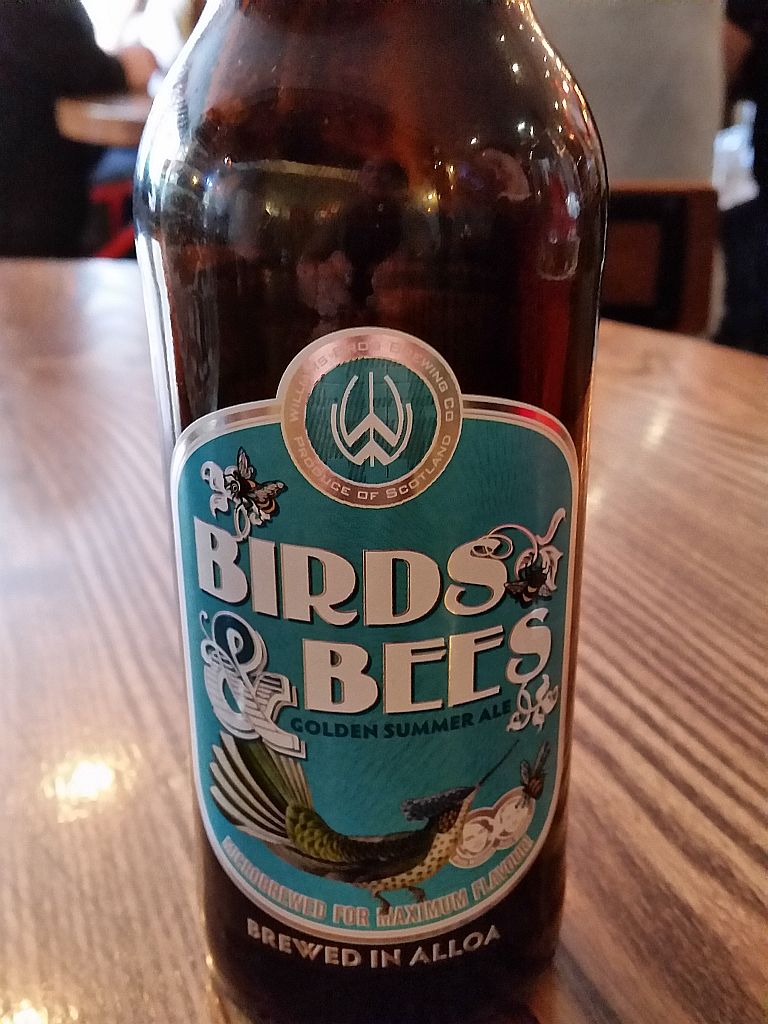 WILLIAMS BROS BREWING CO
PRODUCE OF SCOTLAND
BIRDS
& BEES
GOLDEN SUMMER ALE
MICROBREWED FOR MAXIMUM FLAVOUR
BREWED IN ALLOA